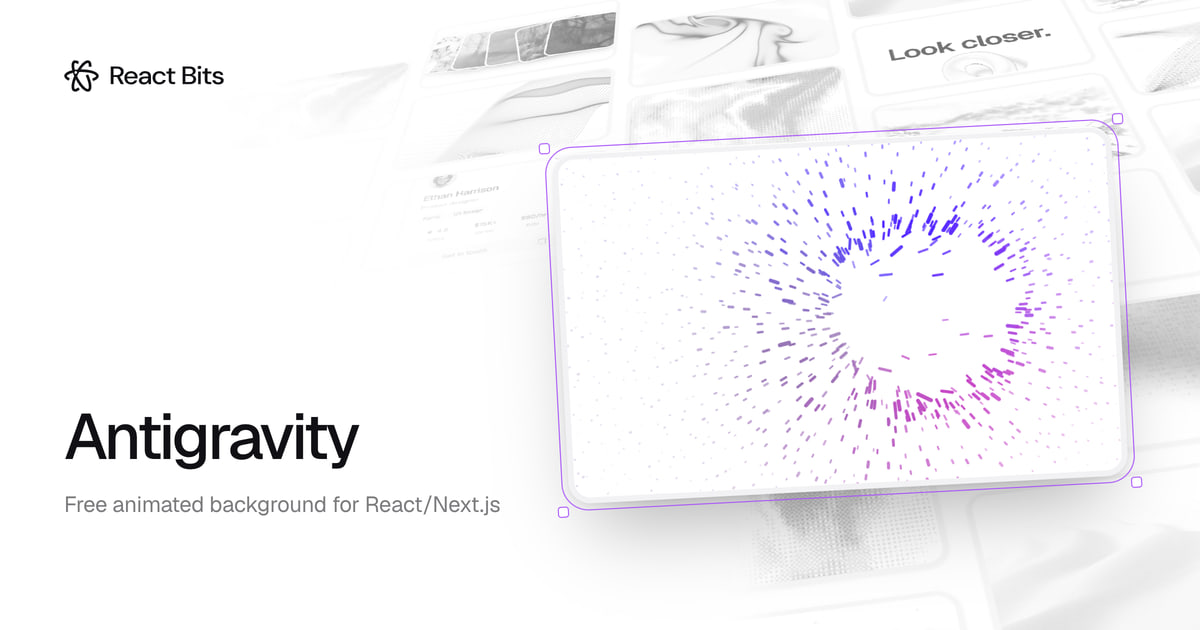 React Bits
Look closer.
Ethan Harrison
Antigravity
Free animated background for React/Next.js